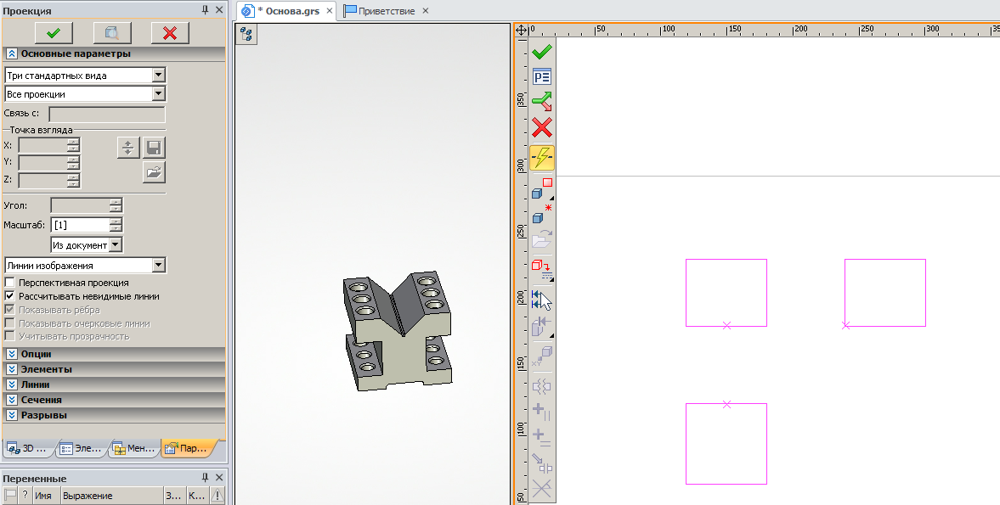 Проекция
* Основа.grs
Приветствие
Основные параметры
Три стандартных вида
Все проекции
Связь с:
Точка взгляда
X:
Y:
Z:
Угол:
Масштаб: [1]
Из документ
Линии изображения
Перспективная проекция
Рассчитывать невидимые линии
Показывать рёбра
Показывать очерковые линии
Учитывать прозрачность
Опции
Элементы
Линии
Сечения
Разрывы
3D ... Эле... Мен... Пар...
Переменные
? Имя Выражение З... К...
0 50 100 150 200 250 300 35
350
300
250
200
150
100
50